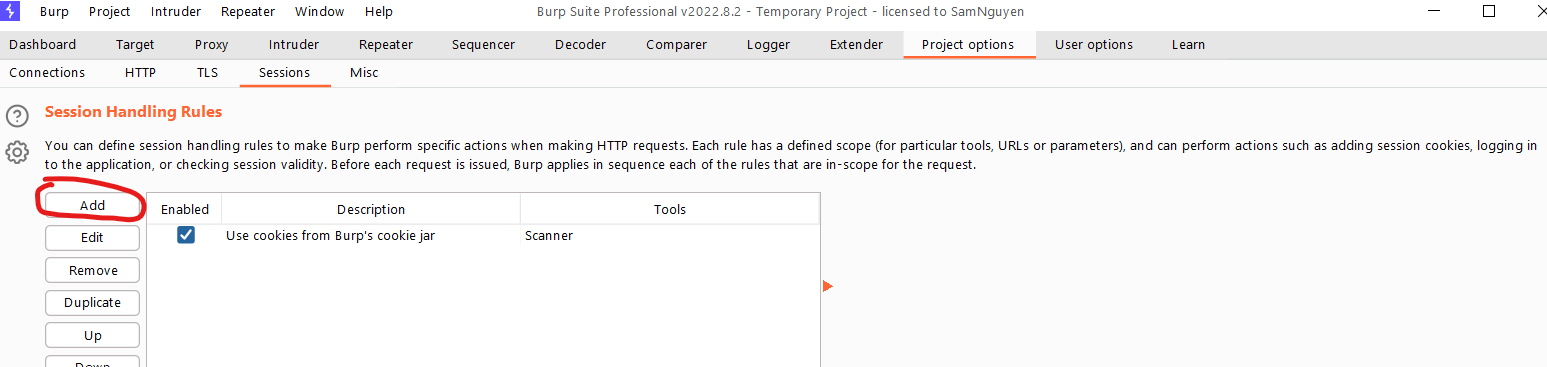 Burp Project Intruder Repeater Window Help Burp Suite Professional v2022.8.2 - Temporary Project - licensed to SamNguyen
Dashboard Target Proxy Intruder Repeater Sequencer Decoder Comparer Logger Extender Project options User options Learn
Connections HTTP TLS Sessions Misc
Session Handling Rules
You can define session handling rules to make Burp perform specific actions when making HTTP requests. Each rule has a defined scope (for particular tools, URLs or parameters), and can perform actions such as adding session cookies, logging in
to the application, or checking session validity. Before each request is issued, Burp applies in sequence each of the rules that are in-scope for the request.
Add
Enabled Description Tools
Edit
Use cookies from Burp's cookie jar Scanner
Remove
Duplicate
Up
Down